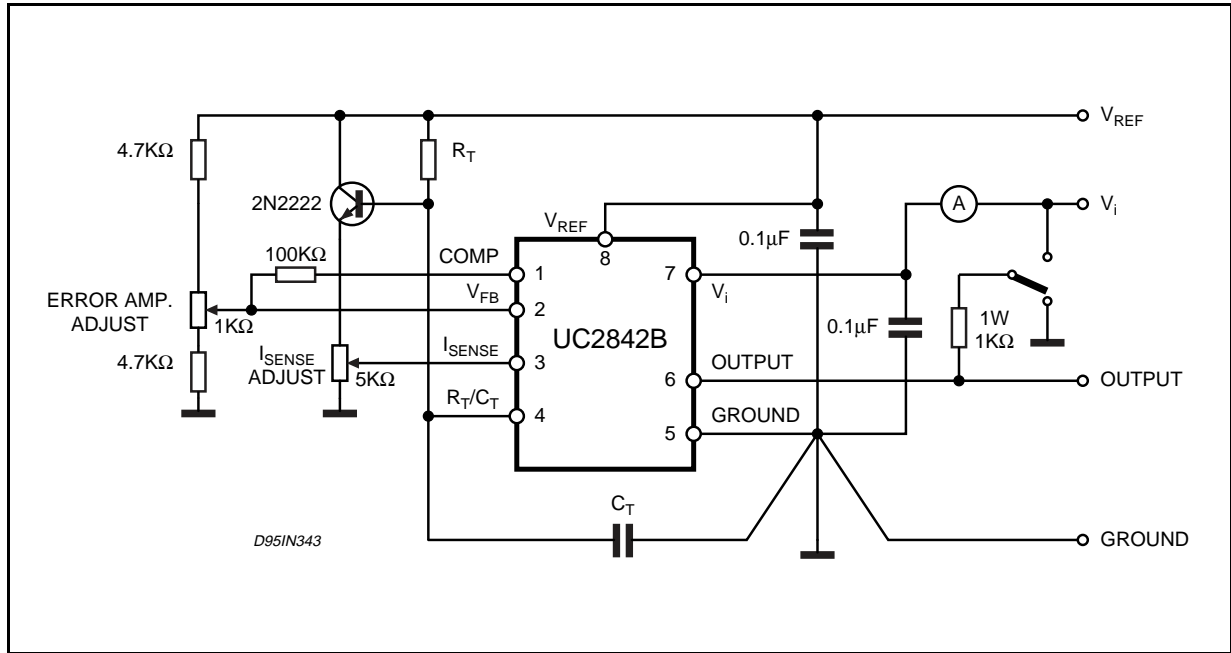 V_REF
4.7KΩ
R_T
2N2222
A
V_i
V_REF
8
0.1µF
100KΩ
COMP
1
7
V_i
ERROR AMP.
ADJUST
1KΩ
V_FB
2
UC2842B
0.1µF
1W
1KΩ
4.7KΩ
I_SENSE
ADJUST
5KΩ
I_SENSE
3
OUTPUT
6
OUTPUT
R_T/C_T
4
GROUND
5
C_T
D95IN343
GROUND